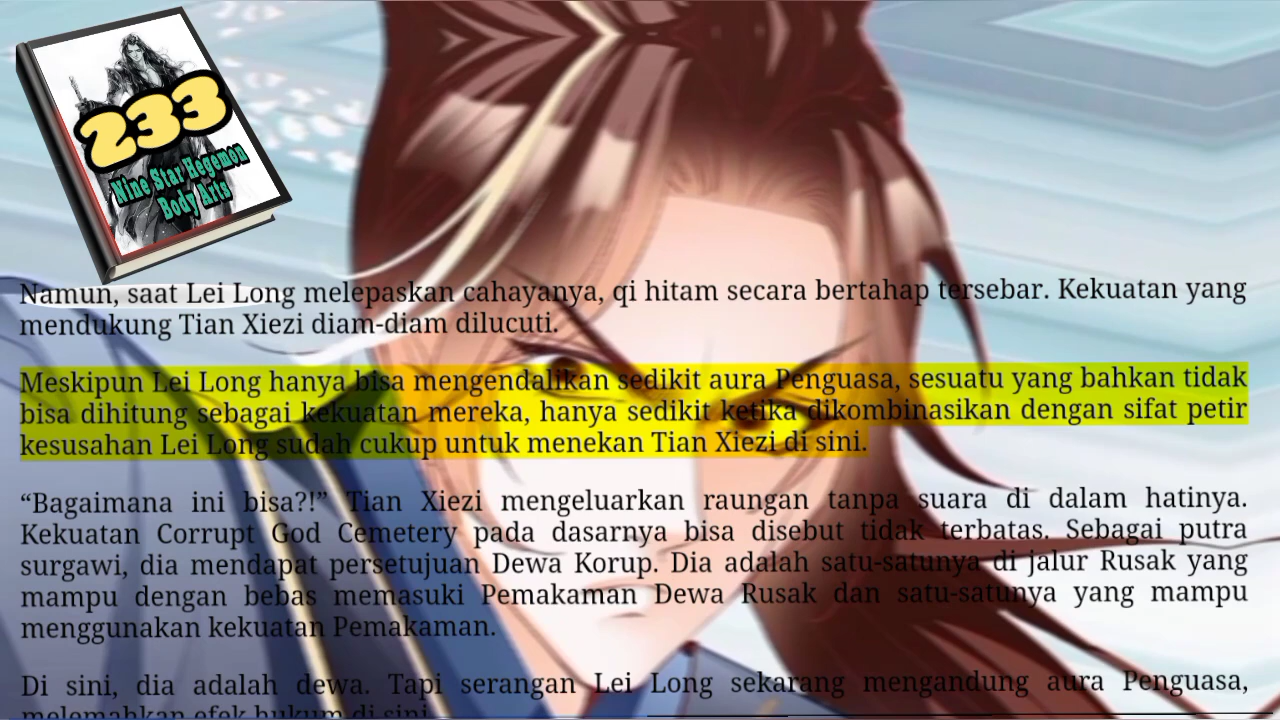 233
Nine Star Hegemon
Body Arts
Namun, saat Lei Long melepaskan cahayanya, qi hitam secara bertahap tersebar. Kekuatan yang
mendukung Tian Xiezi diam-diam dilucuti.
Meskipun Lei Long hanya bisa mengendalikan sedikit aura Penguasa, sesuatu yang bahkan tidak
bisa dihitung sebagai kekuatan mereka, hanya sedikit ketika dikombinasikan dengan sifat petir
kesusahan Lei Long sudah cukup untuk menekan Tian Xiezi di sini.
“Bagaimana ini bisa?!” Tian Xiezi mengeluarkan raungan tanpa suara di dalam hatinya.
Kekuatan Corrupt God Cemetery pada dasarnya bisa disebut tidak terbatas. Sebagai putra
surgawi, dia mendapat persetujuan Dewa Korup. Dia adalah satu-satunya di jalur Rusak yang
mampu dengan bebas memasuki Pemakaman Dewa Rusak dan satu-satunya yang mampu
menggunakan kekuatan Pemakaman.
Di sini, dia adalah dewa. Tapi serangan Lei Long sekarang mengandung aura Penguasa,
melemahkan efek hukum di sini.